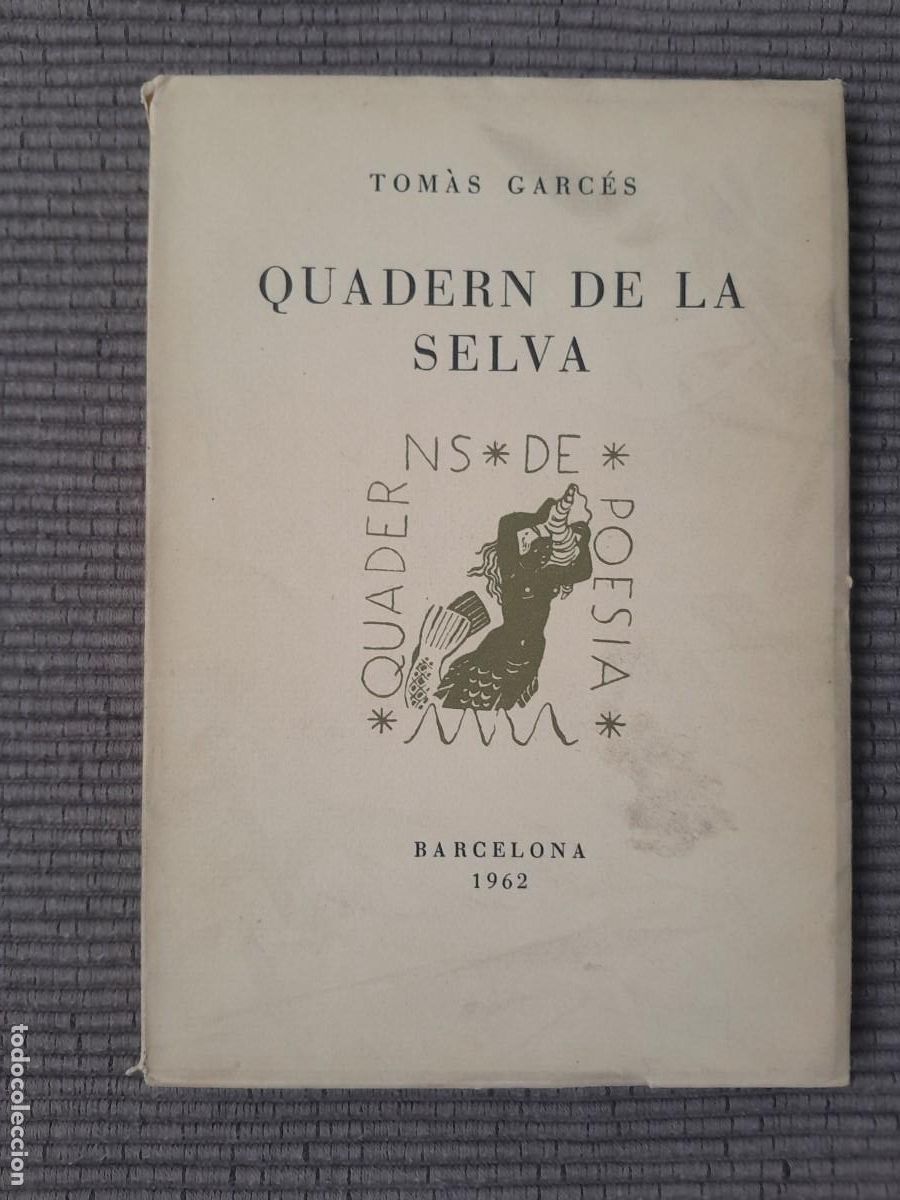 TOMÀS GARCÉS
QUADERN DE LA
SELVA
*QUADERNS*DE*POESIA*
BARCELONA
1962
todocoleccion